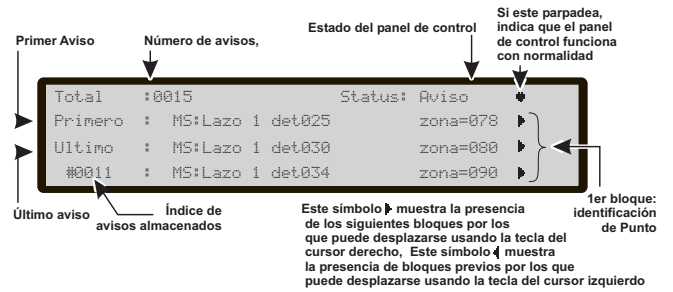 Si este parpadea,
indica que el panel
de control funciona
con normalidad
Estado del panel de control
Primer Aviso
Número de avisos,
Total :0015 Status: Aviso
Primero : MS:Lazo 1 det025 zona=078
Ultimo : MS:Lazo 1 det030 zona=080
#0011 : MS:Lazo 1 det034 zona=090
Último aviso
Índice de
avisos almacenados
1er bloque:
identificación
de Punto
Este símbolo muestra la presencia
de los siguientes bloques por los
que puede desplazarse usando la tecla del
cursor derecho, Este símbolo muestra
la presencia de bloques previos por los que
puede desplazarse usando la tecla del cursor izquierdo